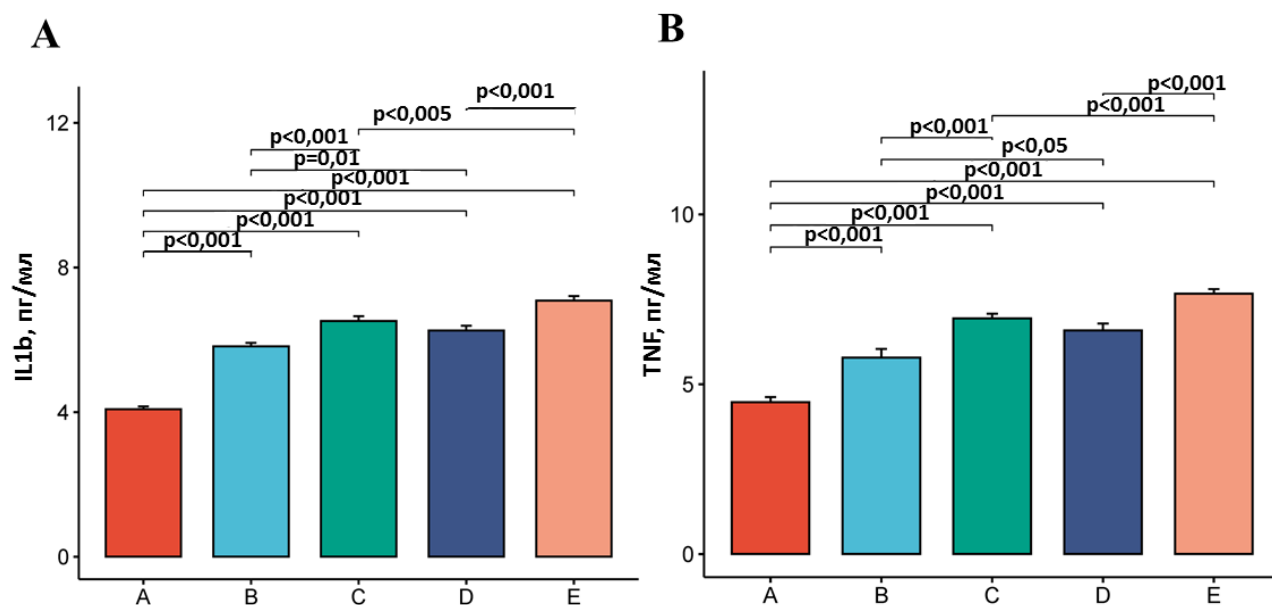 A
IL1b, пг/мл
12
8
4
0
p<0,001
p<0,005
p<0,001
p=0,01
p<0,001
p<0,001
p<0,001
p<0,001
A B C D E
B
TNF, пг/мл
10
5
0
p<0,001
p<0,001
p<0,001
p<0,05
p<0,001
p<0,001
p<0,001
p<0,001
A B C D E